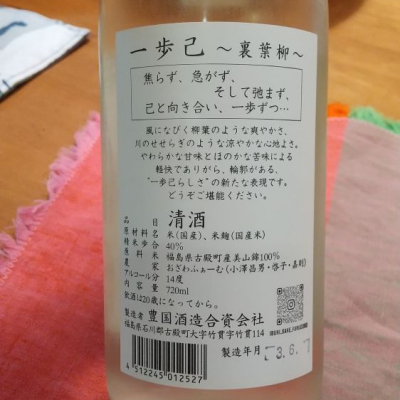 一歩己 ～裏葉柳～
焦らず、急がず、
そして弛まず、
己と向き合い、一歩ずつ…
風になびく柳葉のような爽やかさ、
川のせせらぎのような涼やかな心地よさ。
やわらかな甘味とほのかな苦味による
軽快でありがら、輪郭がある、
“一歩己らしさ”の新たな表現です。
どうぞご堪能ください。
品目 清酒
原材料名 米(国産)、米麹(国産米)
精米歩合 40%
原料米 福島県古殿町産美山錦100%
農家 おざわふぁーむ(小澤昌男・啓子・昌則)
アルコール分 14度
内容量 720ml
飲酒は20歳になってから。
製造者 豊国酒造合資会社
福島県石川郡古殿町大字竹貫字竹貫114
製造年月 23.6.
4512245012527